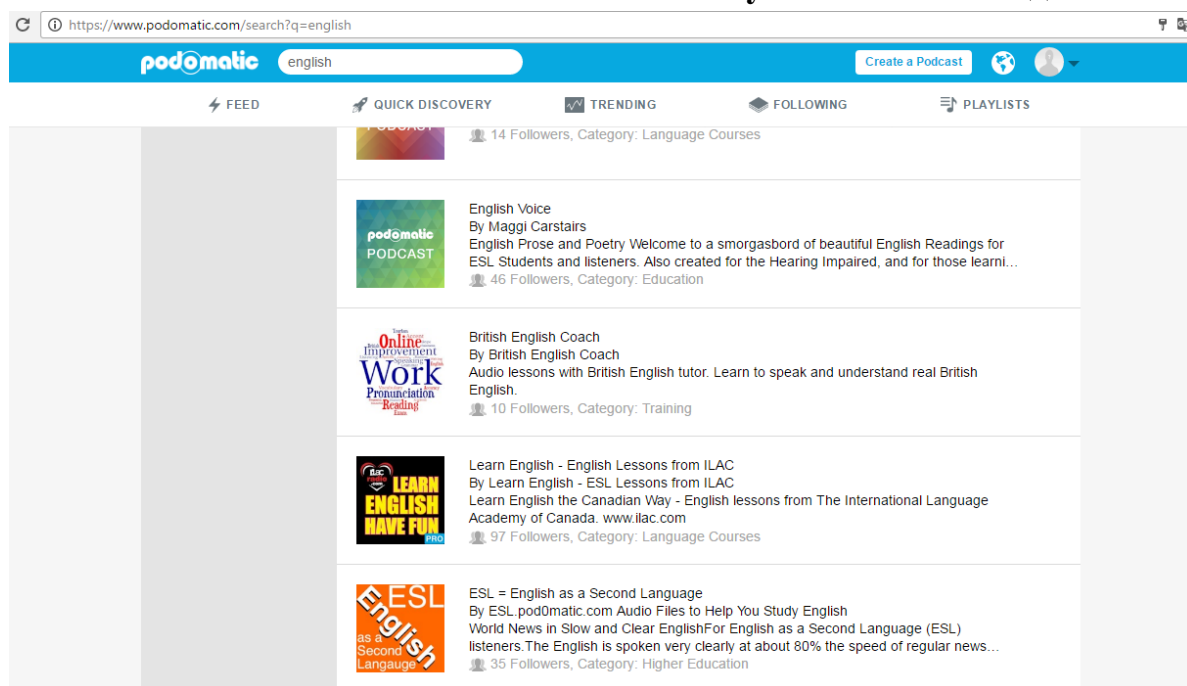 https://www.podomatic.com/search?q=english
podomatic
english
Create a Podcast
FEED
QUICK DISCOVERY
TRENDING
FOLLOWING
PLAYLISTS
14 Followers, Category: Language Courses
podomatic
PODCAST
English Voice
By Maggi Carstairs
English Prose and Poetry Welcome to a smorgasbord of beautiful English Readings for
ESL Students and listeners. Also created for the Hearing Impaired, and for those learni...
46 Followers, Category: Education
Online
Improvement
Speaking
Work
Pronunciation
Reading
Exam
British English Coach
By British English Coach
Audio lessons with British English tutor. Learn to speak and understand real British
English.
10 Followers, Category: Training
ilac
radio
.com
LEARN
ENGLISH
HAVE FUN
PRO
Learn English - English Lessons from ILAC
By Learn English - ESL Lessons from ILAC
Learn English the Canadian Way - English lessons from The International Language
Academy of Canada. www.ilac.com
97 Followers, Category: Language Courses
ESL
English
as a
Second
Langauge
ESL = English as a Second Language
By ESL.pod0matic.com Audio Files to Help You Study English
World News in Slow and Clear EnglishFor English as a Second Language (ESL)
listeners.The English is spoken very clearly at about 80% the speed of regular news...
35 Followers, Category: Higher Education